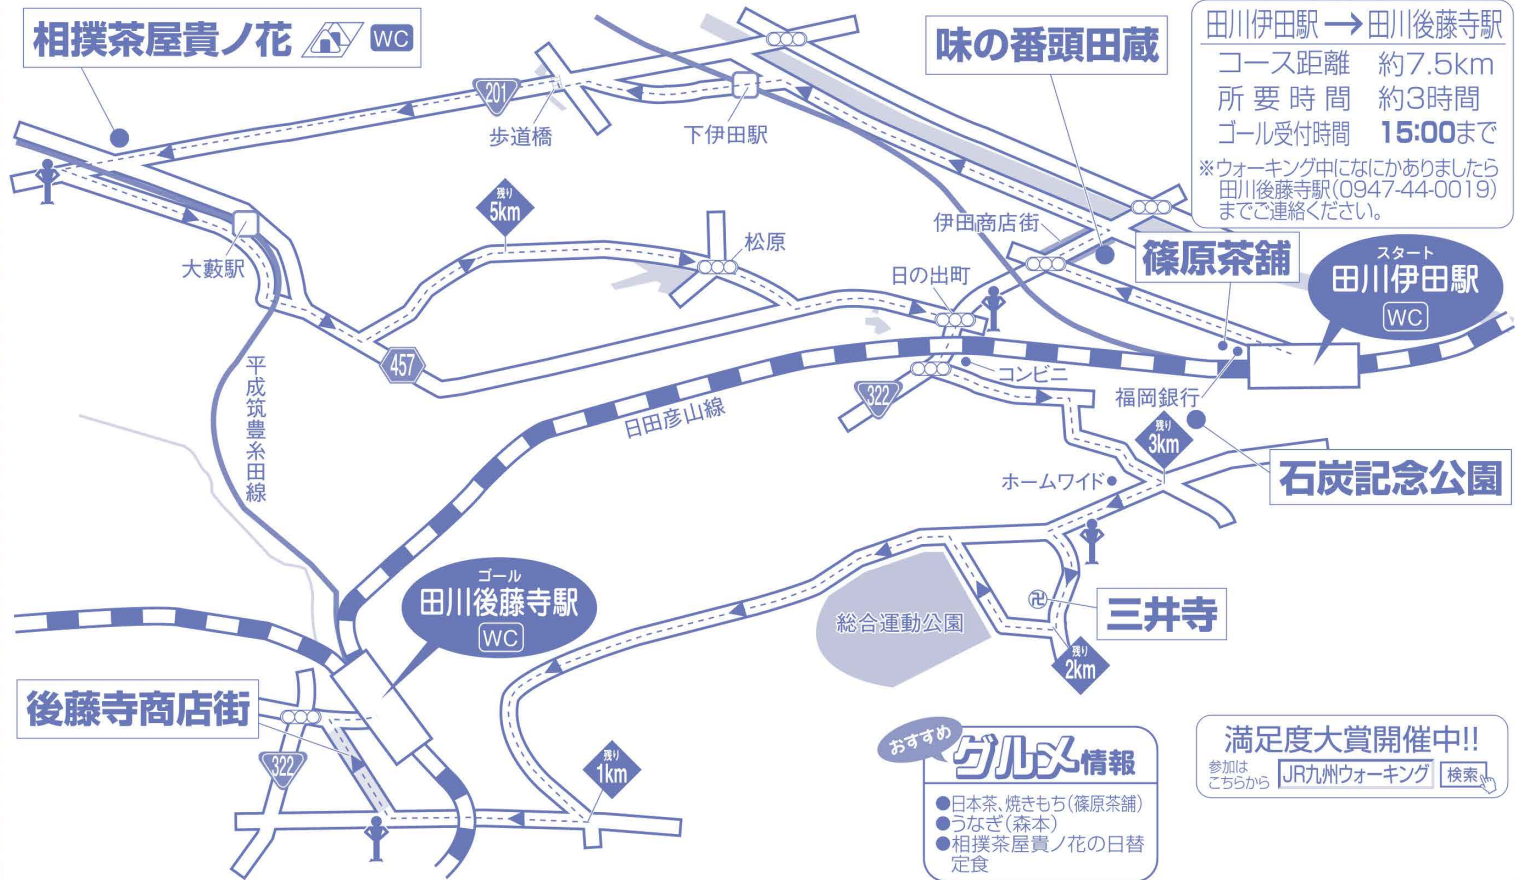 相撲茶屋貴ノ花
WC
味の番頭田蔵
田川伊田駅→田川後藤寺駅
コース距離 約7.5km
所要時間 約3時間
ゴール受付時間 15:00まで
※ウォーキング中になにかありましたら
田川後藤寺駅(0947-44-0019)
までご連絡ください。
201
歩道橋
下伊田駅
残り
5km
伊田商店街
松原
大藪駅
日の出町
篠原茶舗
スタート
田川伊田駅
WC
457
322
コンビニ
福岡銀行
日田彦山線
平成筑豊糸田線
残り
3km
ホームワイド
石炭記念公園
ゴール
田川後藤寺駅
WC
総合運動公園
卍
三井寺
残り
2km
後藤寺商店街
322
残り
1km
おすすめ
グルメ情報
●日本茶、焼きもち(篠原茶舗)
●うなぎ(森本)
●相撲茶屋貴ノ花の日替
定食
満足度大賞開催中!!
参加は
こちらから
JR九州ウォーキング 検索